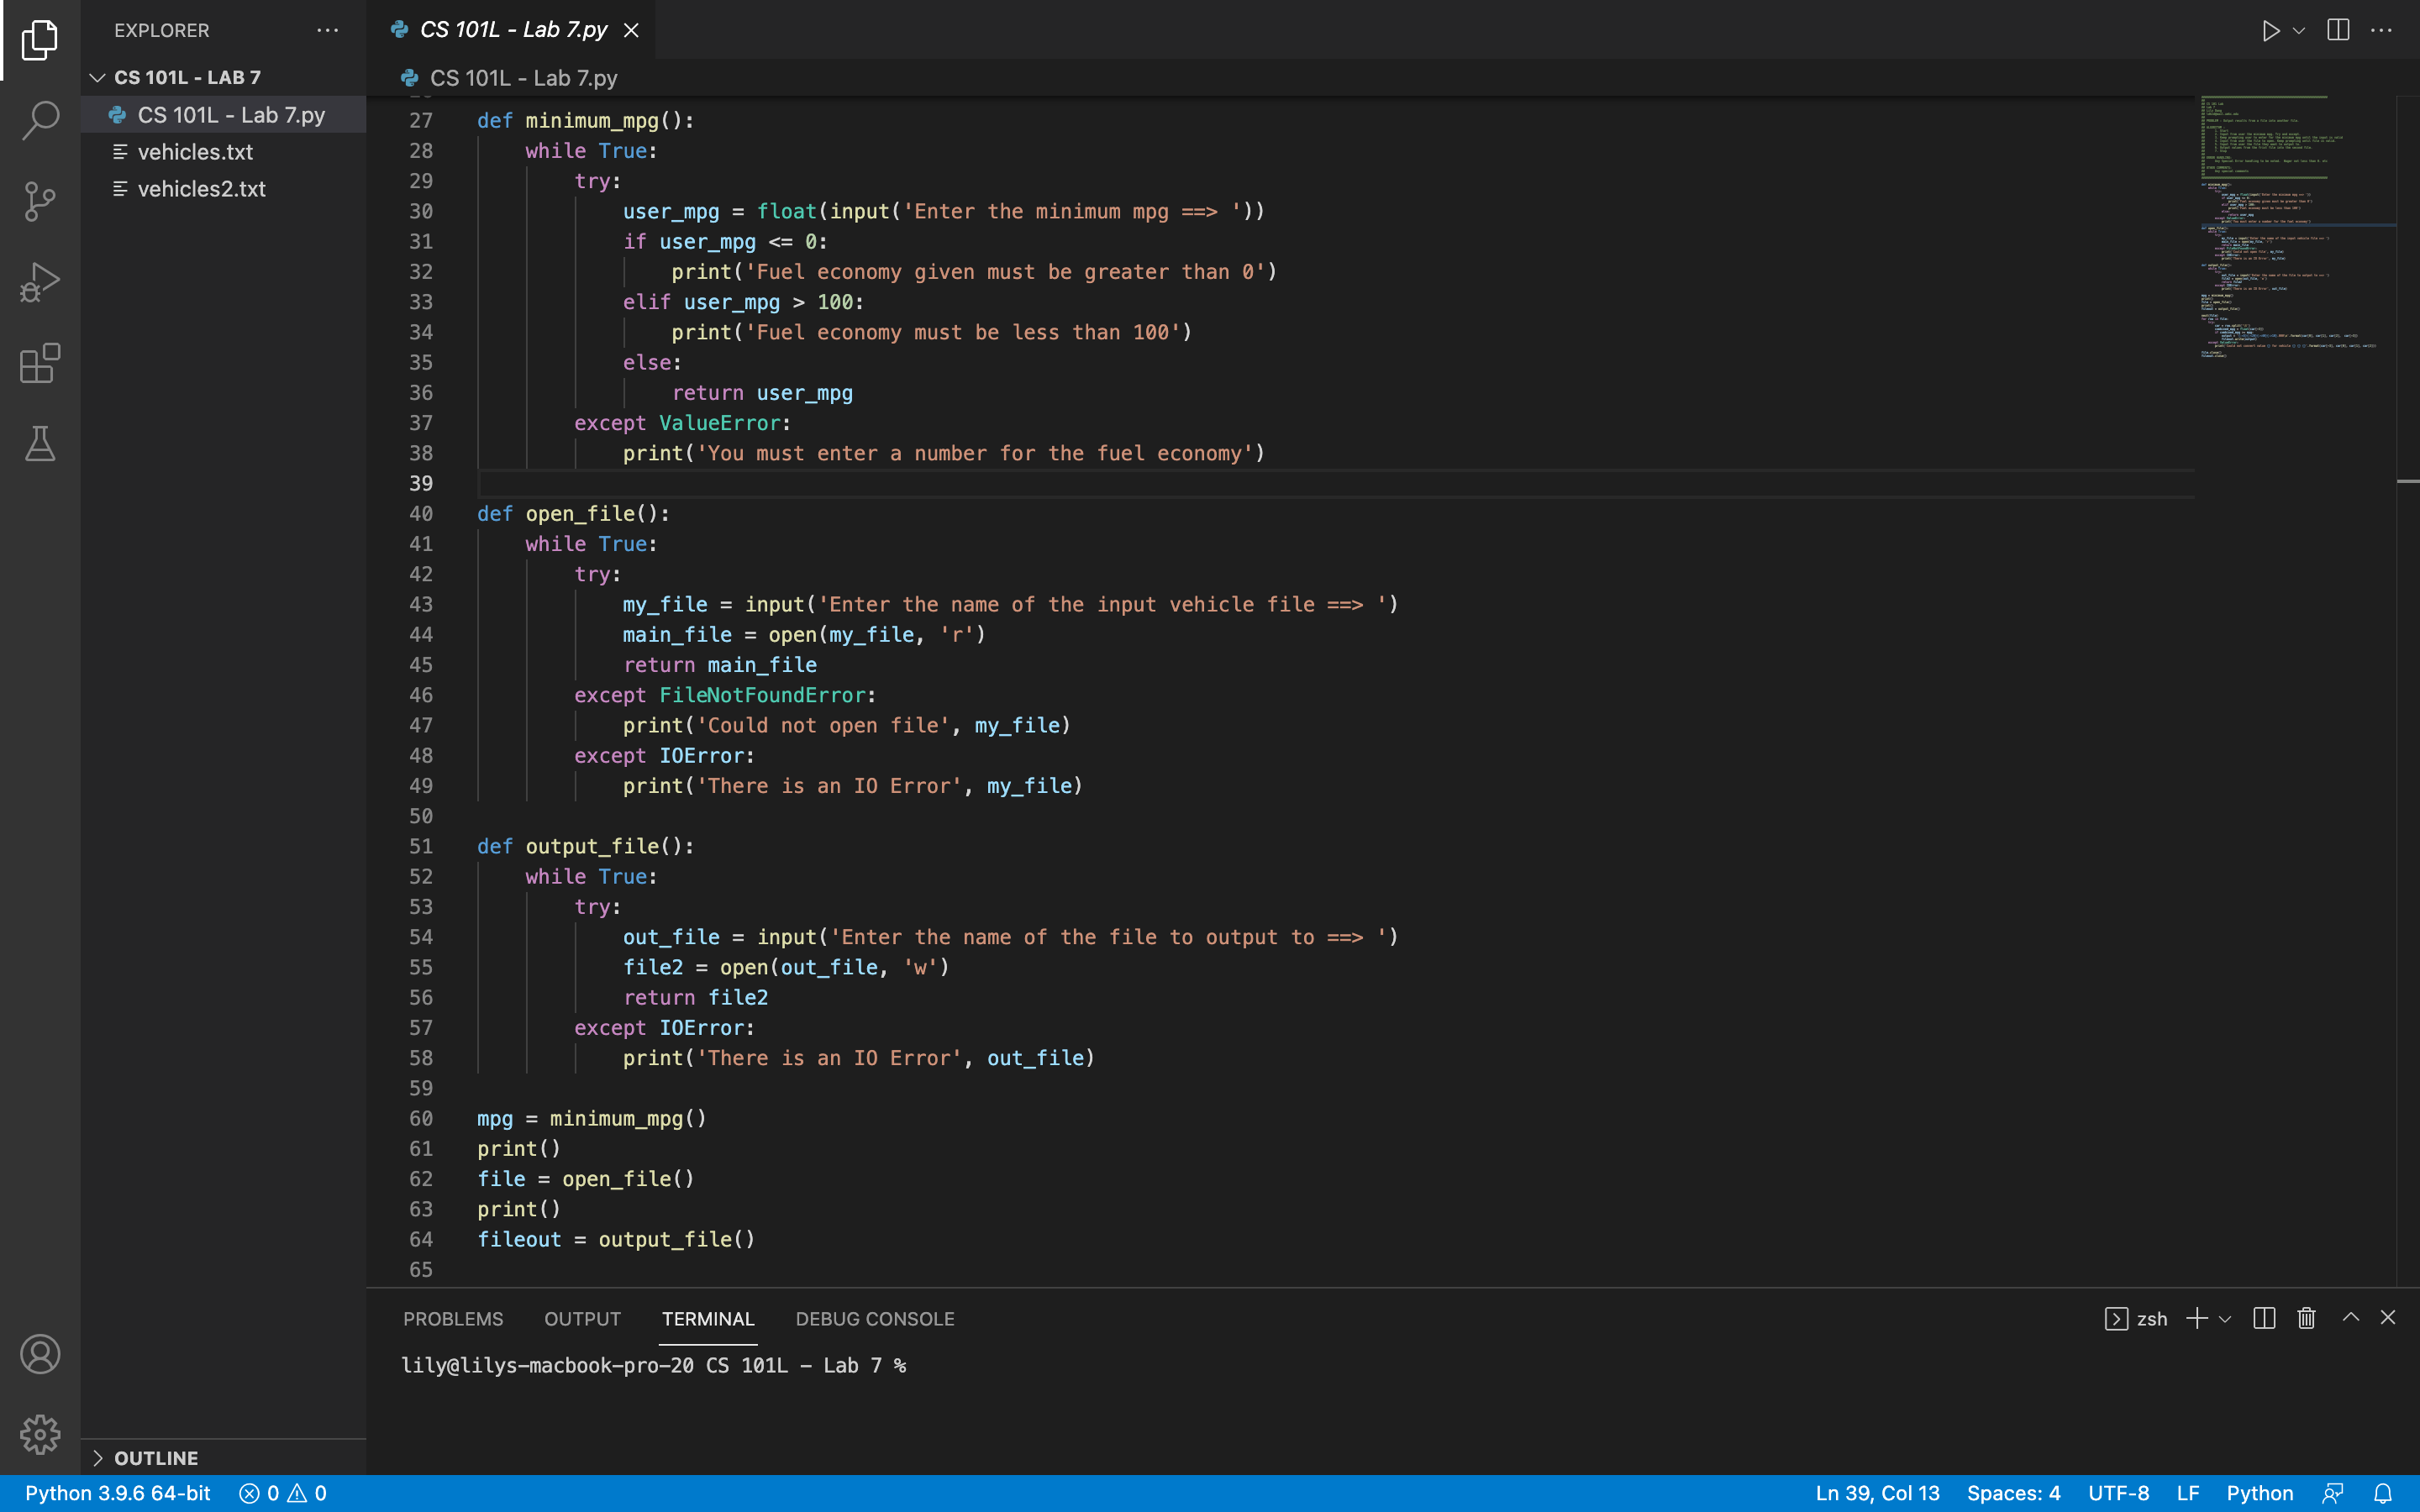 EXPLORER
CS 101L - LAB 7
CS 101L - Lab 7.py
vehicles.txt
vehicles2.txt
OUTLINE
CS 101L - Lab 7.py
CS 101L - Lab 7.py
27 def minimum_mpg():
28     while True:
29         try:
30             user_mpg = float(input('Enter the minimum mpg ==> '))
31             if user_mpg <= 0:
32                 print('Fuel economy given must be greater than 0')
33             elif user_mpg > 100:
34                 print('Fuel economy must be less than 100')
35             else:
36                 return user_mpg
37         except ValueError:
38             print('You must enter a number for the fuel economy')
39
40 def open_file():
41     while True:
42         try:
43             my_file = input('Enter the name of the input vehicle file ==> ')
44             main_file = open(my_file, 'r')
45             return main_file
46         except FileNotFoundError:
47             print('Could not open file', my_file)
48         except IOError:
49             print('There is an IO Error', my_file)
50
51 def output_file():
52     while True:
53         try:
54             out_file = input('Enter the name of the file to output to ==> ')
55             file2 = open(out_file, 'w')
56             return file2
57         except IOError:
58             print('There is an IO Error', out_file)
59
60 mpg = minimum_mpg()
61 print()
62 file = open_file()
63 print()
64 fileout = output_file()
65
PROBLEMS OUTPUT TERMINAL DEBUG CONSOLE zsh
lily@lilys-macbook-pro-20 CS 101L - Lab 7 %
Python 3.9.6 64-bit 0 0 Ln 39, Col 13 Spaces: 4 UTF-8 LF Python